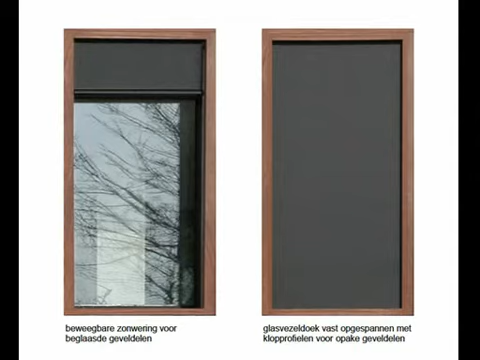 beweegbare zonwering voor
beglaasde geveldelen
glasvezeldoek vast opgespannen met
klopprofielen voor opake geveldelen